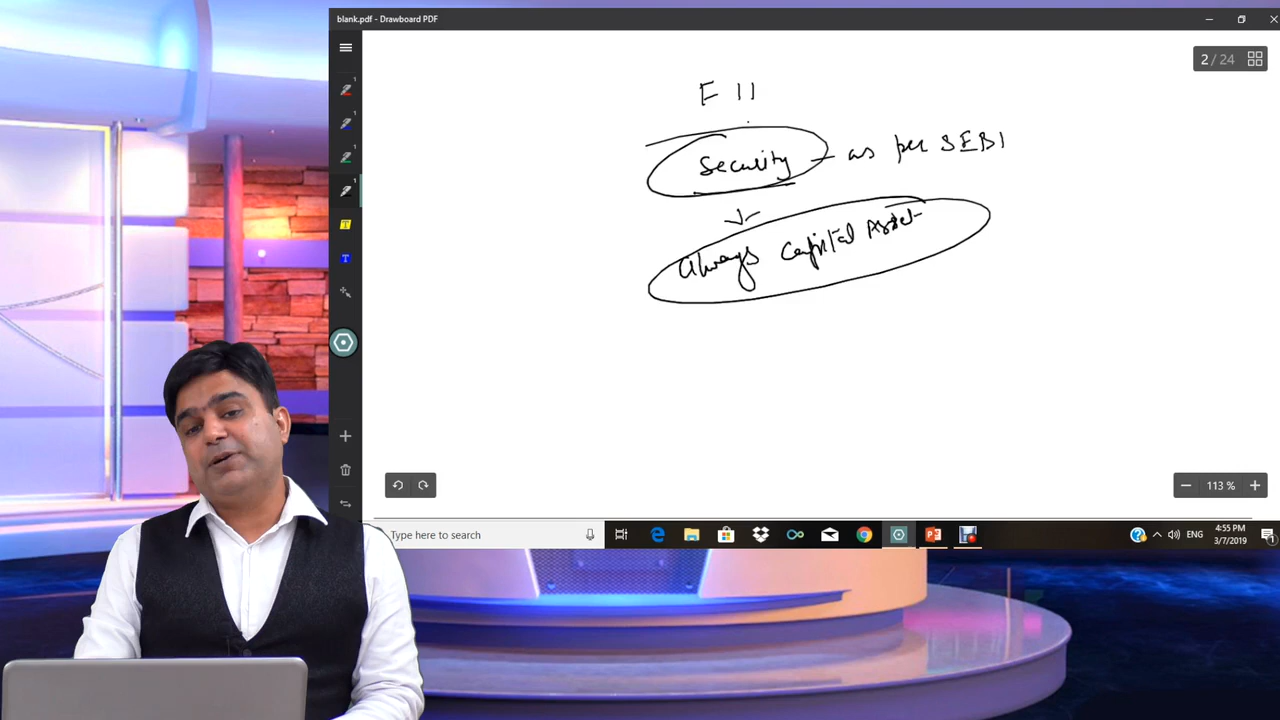 blank.pdf - Drawboard PDF
2 / 24
F II
Security - as per SEBI
Always Capital Asset
113 %
Type here to search
ENG
4:55 PM
3/7/2019